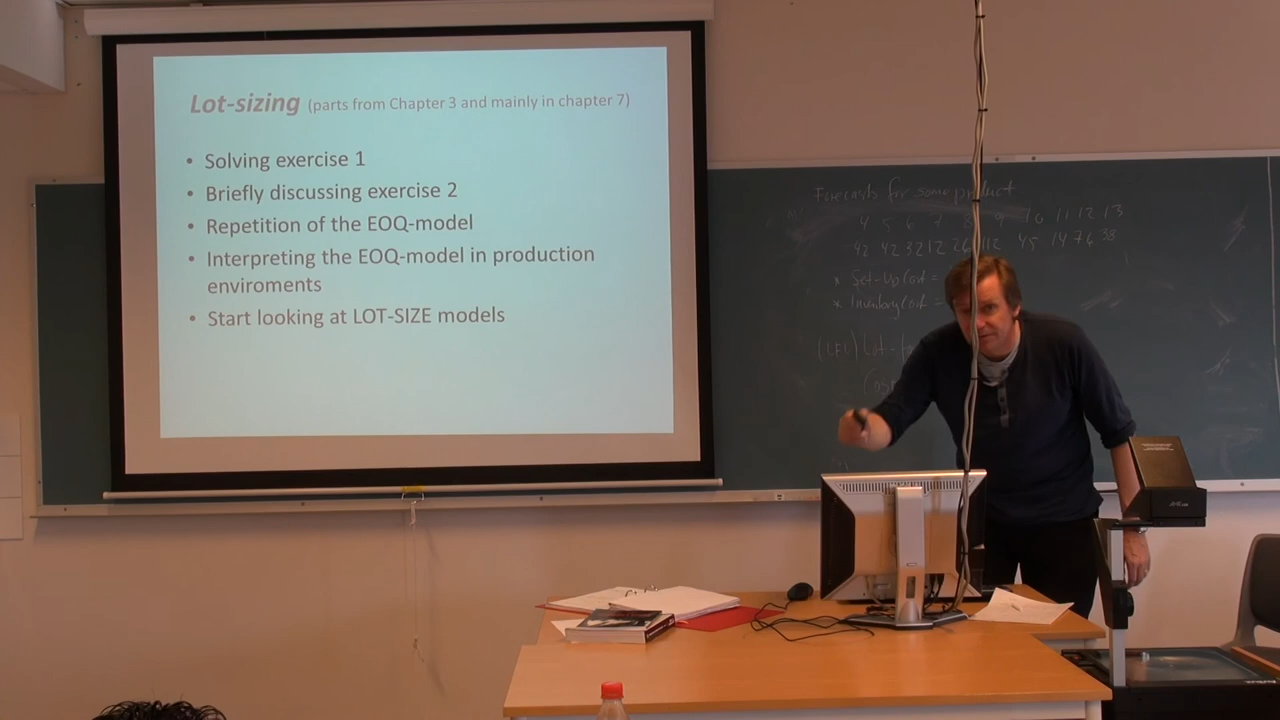 Lot-sizing (parts from Chapter 3 and mainly in chapter 7)
• Solving exercise 1
• Briefly discussing exercise 2
• Repetition of the EOQ-model
• Interpreting the EOQ-model in production
enviroments
• Start looking at LOT-SIZE models
Forecasts for some product
4 5 6 7 8 9 10 11 12 13
42 42 32 12 26 112 45 14 76 38
* Set-Up Cost =
* Inventory Cost =
(LFL) Lot-